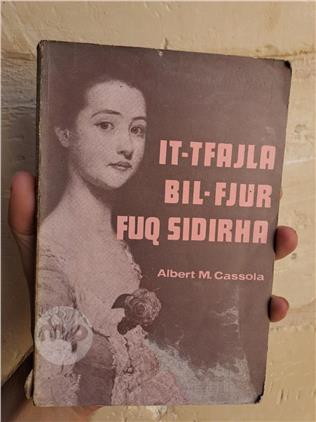 IT-TFAJLA
BIL-FJUR
FUQ SIDIRHA
Albert M. Cassola